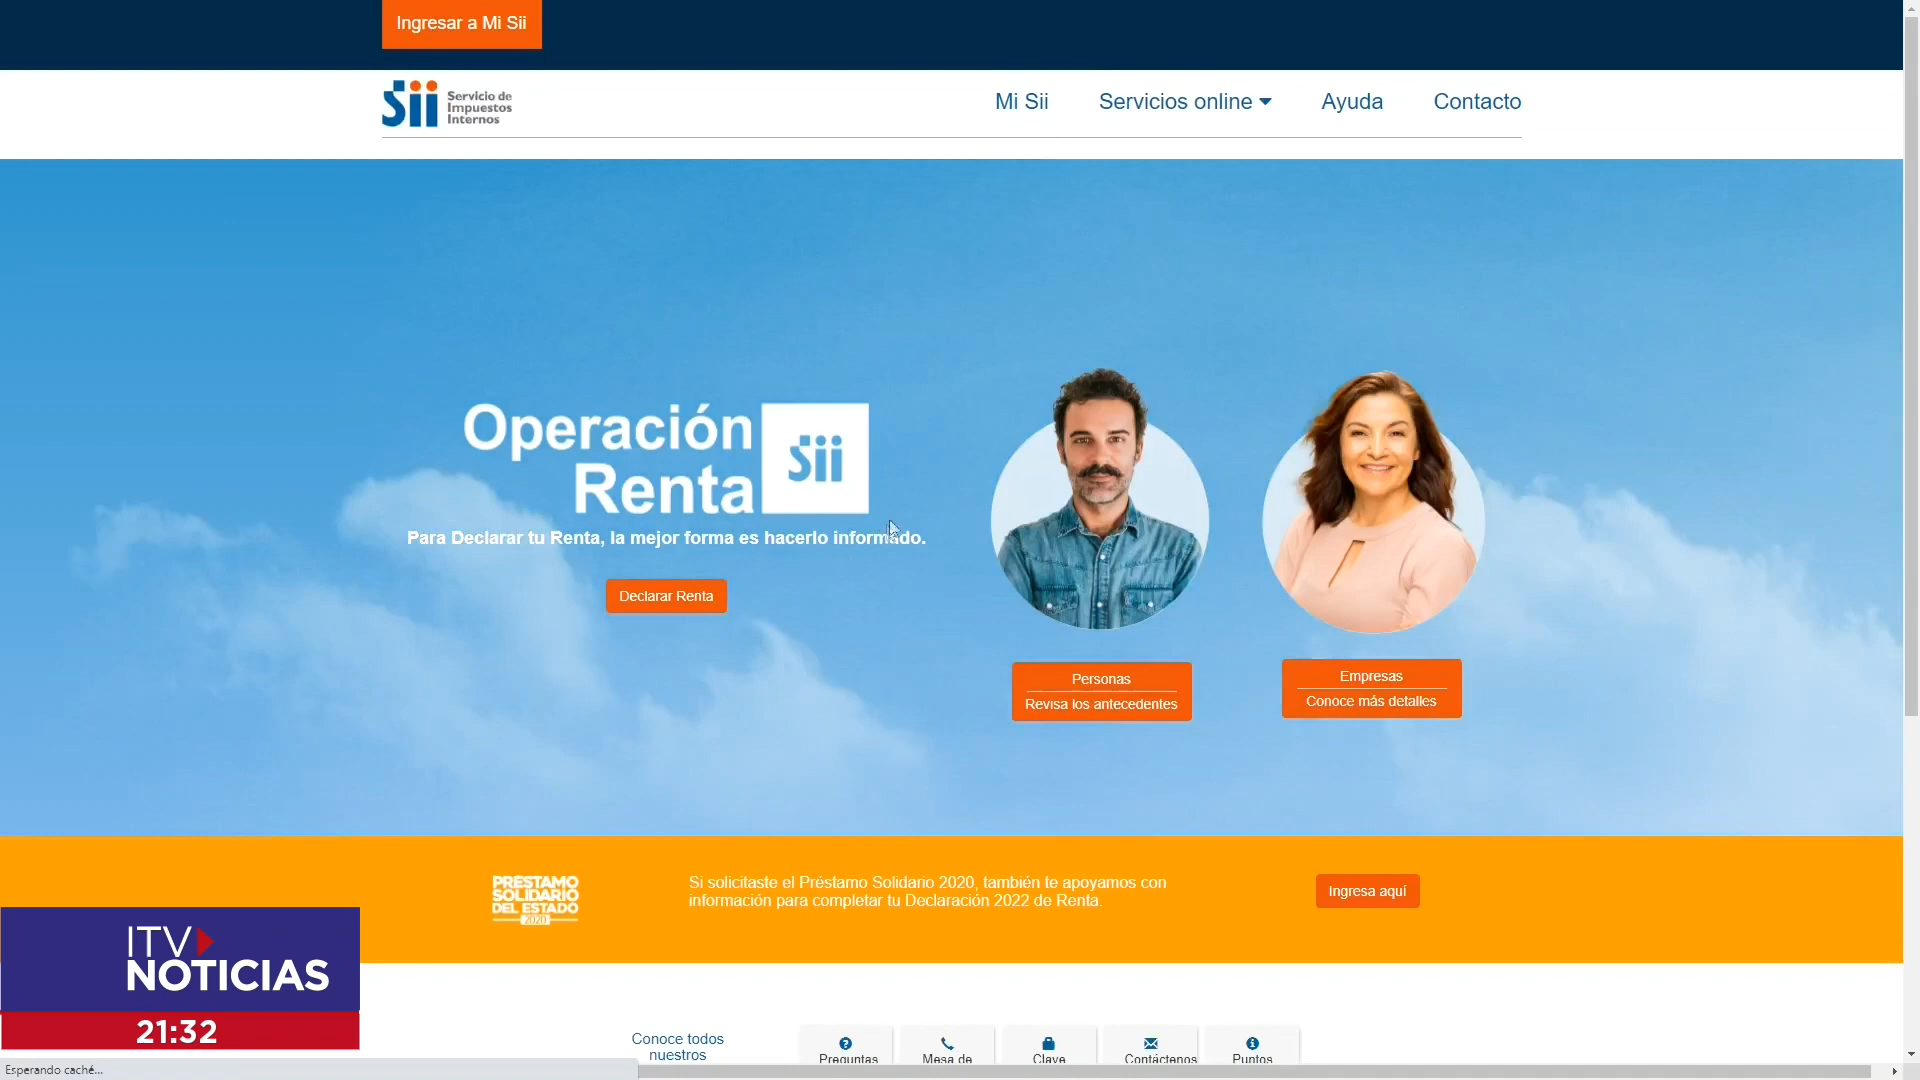 Ingresar a Mi Sii
Sii Servicio de
Impuestos
Internos
Mi Sii
Servicios online
Ayuda
Contacto
Operación
Renta
Sii
Para Declarar tu Renta, la mejor forma es hacerlo informado.
Declarar Renta
Personas
Revisa los antecedentes
Empresas
Conoce más detalles
PRÉSTAMO
SOLIDARIO
DEL ESTADO
2020
Si solicitaste el Préstamo Solidario 2020, también te apoyamos con
información para completar tu Declaración 2022 de Renta.
Ingresa aquí
ITV
NOTICIAS
21:32
Conoce todos
nuestros
Preguntas
Mesa de
Clave
Contáctenos
Puntos
Esperando caché...